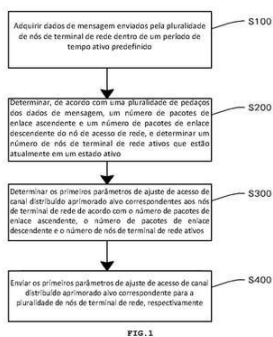 Adquirir dados de mensagem enviados pela pluralidade
de nós de terminal de rede dentro de um período de
tempo ativo predefinido
S100
Determinar, de acordo com uma pluralidade de pedaços
dos dados de mensagem, um número de pacotes de
enlace ascendente e um número de pacotes de enlace
descendente do nó de acesso de rede, e determinar um
número de nós de terminal de rede ativos que estão
atualmente em um estado ativo
S200
Determinar os primeiros parâmetros de ajuste de acesso de
canal distribuído aprimorado alvo correspondentes aos nós
de terminal de rede de acordo com o número de pacotes de
enlace ascendente, o número de pacotes de enlace
descendente e o número de nós de terminal de rede ativos
S300
Enviar os primeiros parâmetros de ajuste de acesso de canal
distribuído aprimorado alvo correspondente para a
pluralidade de nós de terminal de rede, respectivamente
S400
FIG.1